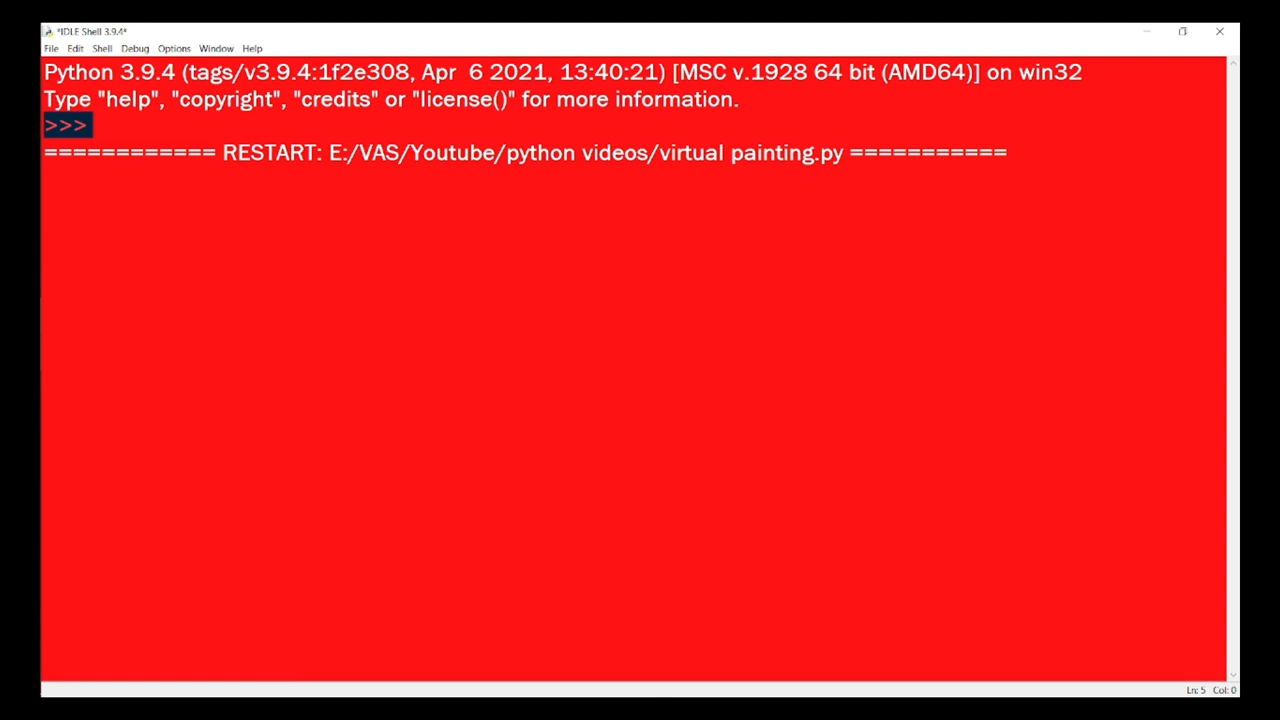 *IDLE Shell 3.9.4*
File Edit Shell Debug Options Window Help
Python 3.9.4 (tags/v3.9.4:1f2e308, Apr  6 2021, 13:40:21) [MSC v.1928 64 bit (AMD64)] on win32
Type "help", "copyright", "credits" or "license()" for more information.
>>>
============ RESTART: E:/VAS/Youtube/python videos/virtual painting.py ===========
Ln: 5 Col: 0